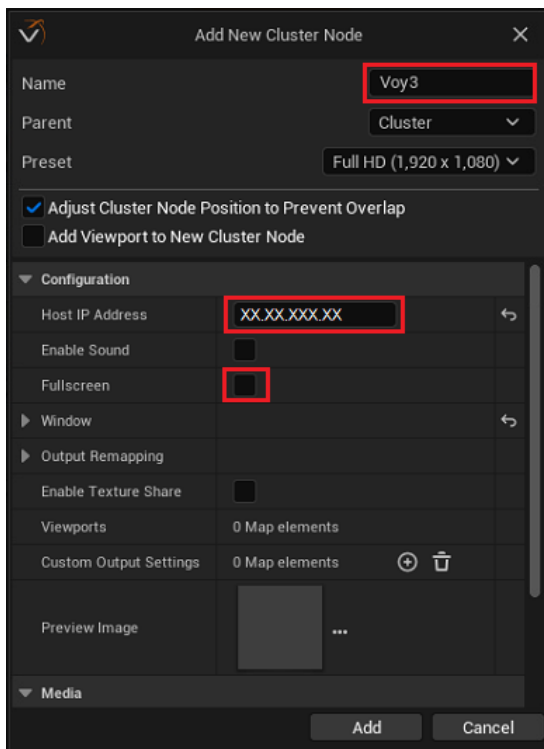 Add New Cluster Node
Name Voy3
Parent Cluster
Preset Full HD (1,920 x 1,080)
Adjust Cluster Node Position to Prevent Overlap
Add Viewport to New Cluster Node
Configuration
Host IP Address XX.XX.XXX.XX
Enable Sound
Fullscreen
Window
Output Remapping
Enable Texture Share
Viewports 0 Map elements
Custom Output Settings 0 Map elements
Preview Image
Media
Add Cancel